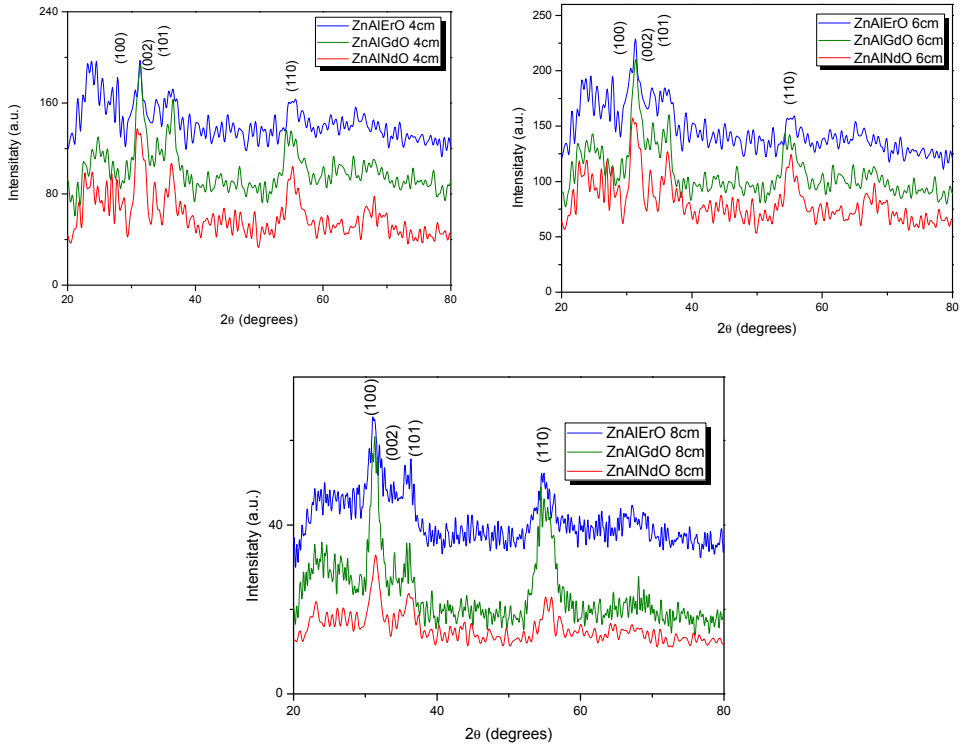 240
160
80
0
Intensitaty (a.u.)
(100)
(002)
(101)
(110)
ZnAlErO 4cm
ZnAlGdO 4cm
ZnAlNdO 4cm
20 40 60 80
2θ (degrees)
250
200
150
100
50
0
Intensitaty (a.u.)
(100)
(002)
(101)
(110)
ZnAlErO 6cm
ZnAlGdO 6cm
ZnAlNdO 6cm
20 40 60 80
2θ (degrees)
40
0
Intensitaty (a.u.)
(100)
(002)
(101)
(110)
ZnAlErO 8cm
ZnAlGdO 8cm
ZnAlNdO 8cm
20 40 60 80
2θ (degrees)